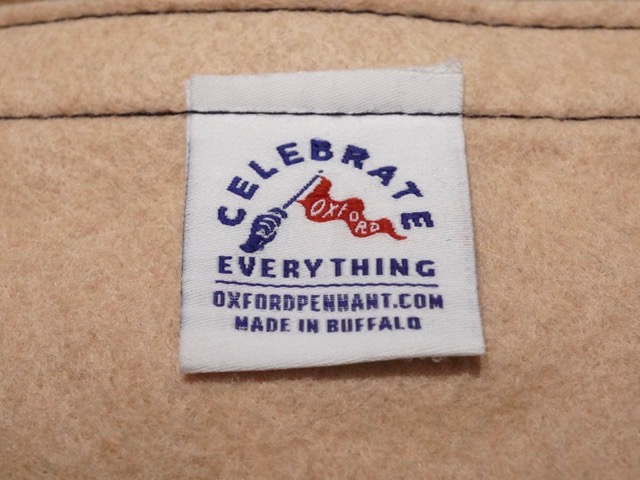 CELEBRATE
OXFORD
EVERYTHING
OXFORDPENNANT.COM
MADE IN BUFFALO